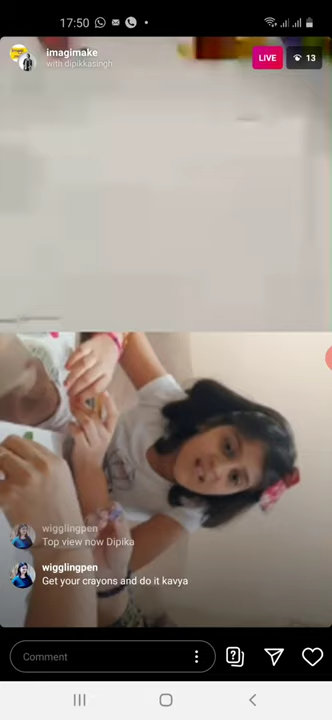 17:50
imagimake
with dipikkasingh
LIVE
13
wigglingpen
Top view now Dipika
wigglingpen
Get your crayons and do it kavya
Comment